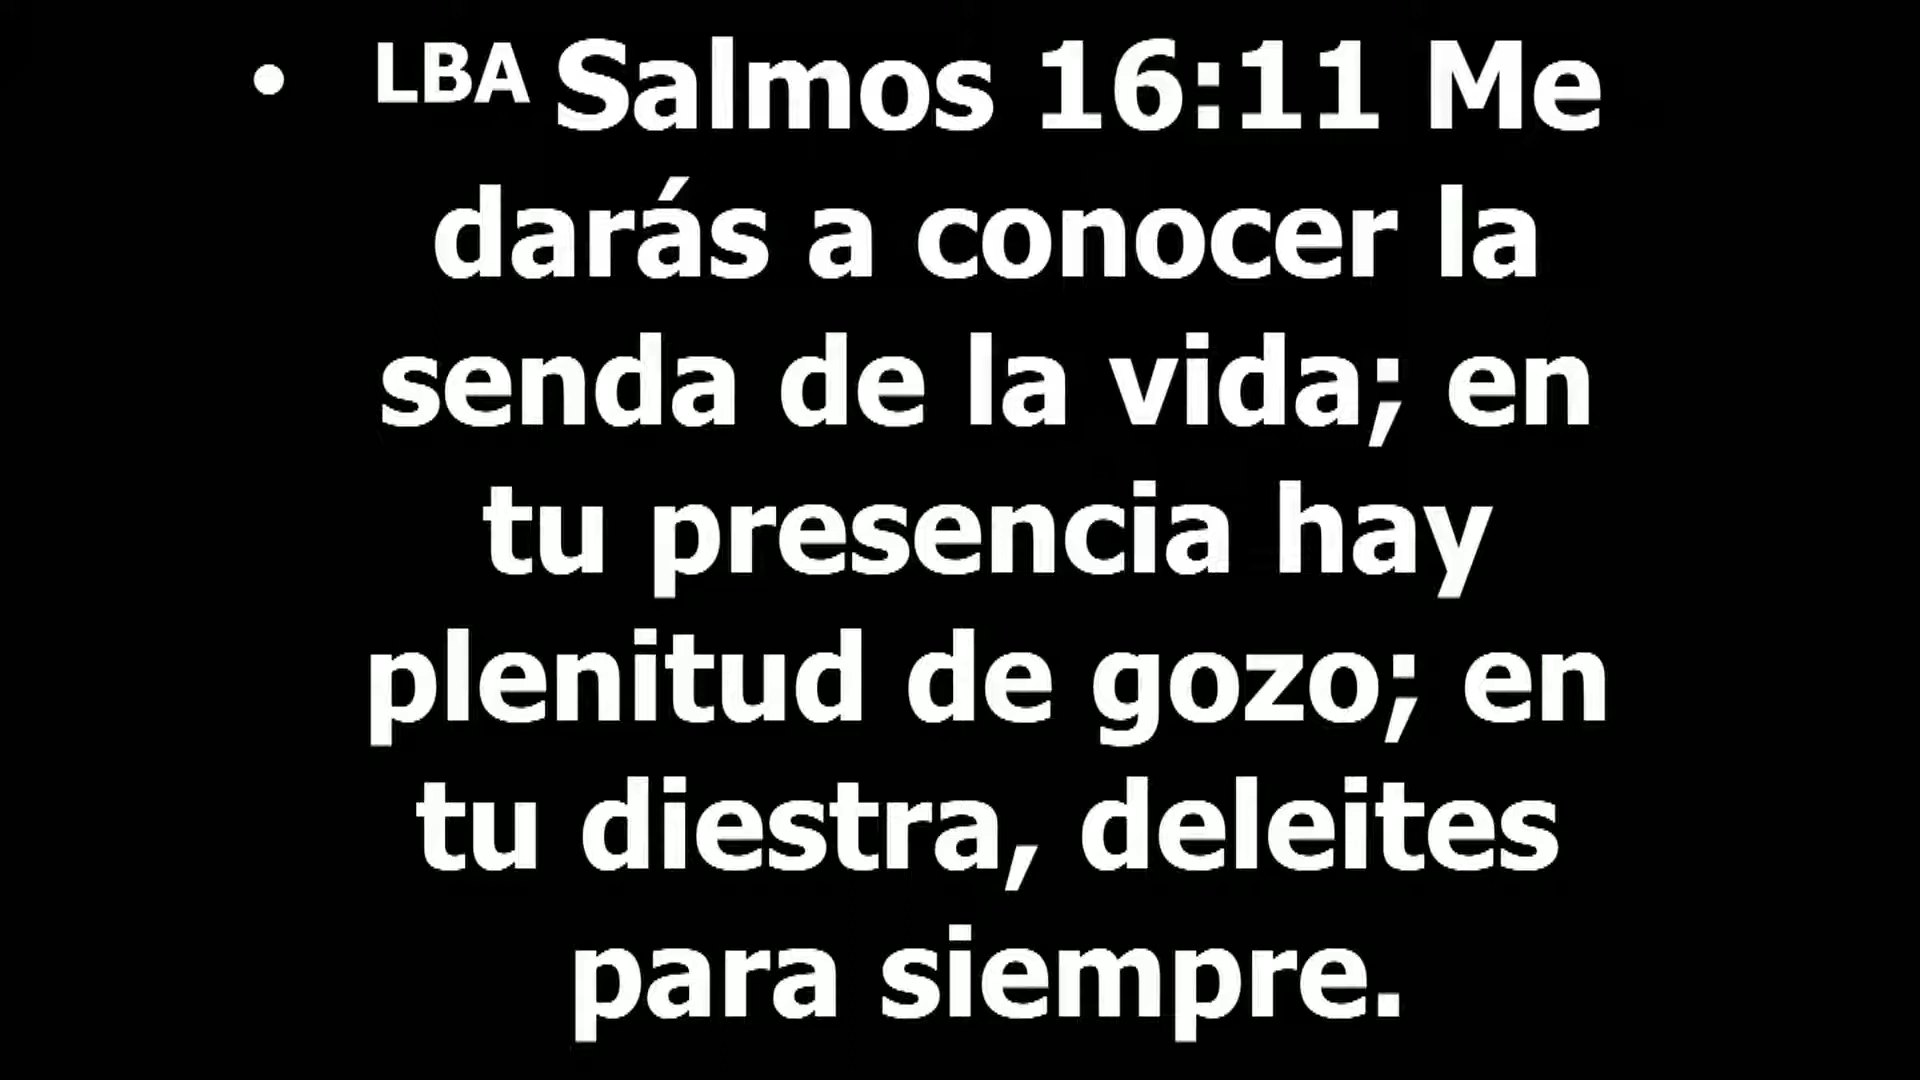 • LBA Salmos 16:11 Me
darás a conocer la
senda de la vida; en
tu presencia hay
plenitud de gozo; en
tu diestra, deleites
para siempre.